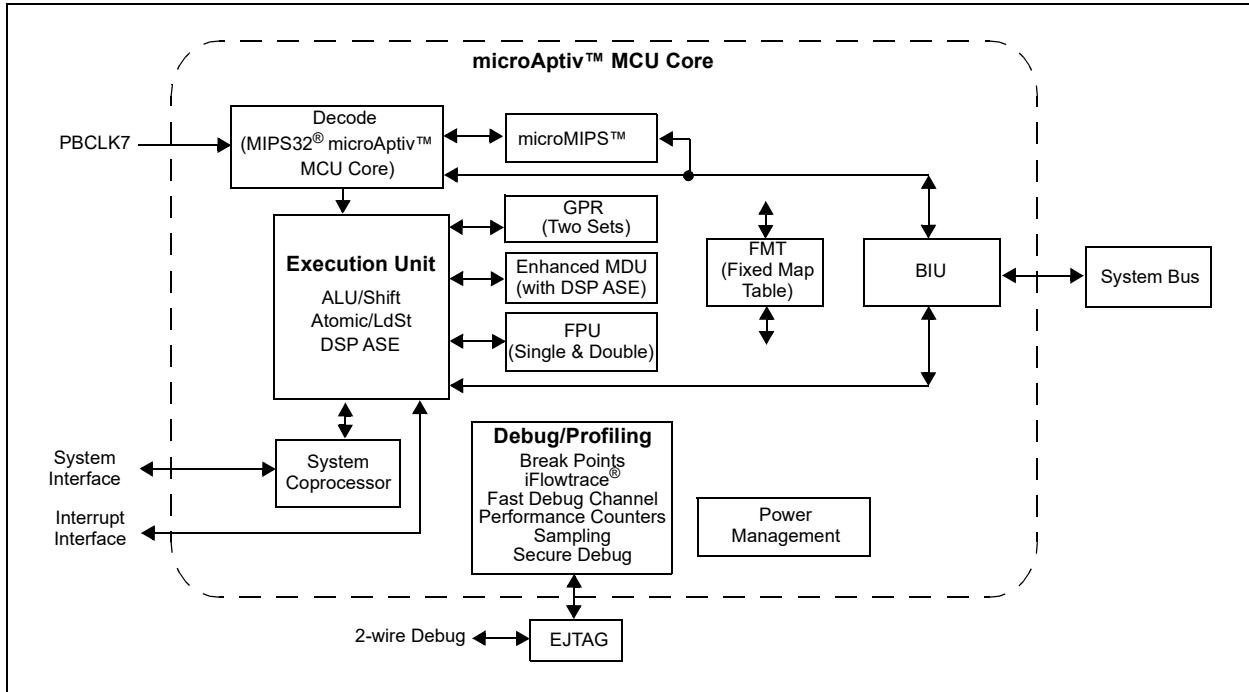 microAptiv™ MCU Core
PBCLK7
Decode
(MIPS32® microAptiv™
MCU Core)
microMIPS™
GPR
(Two Sets)
Execution Unit
ALU/Shift
Atomic/LdSt
DSP ASE
Enhanced MDU
(with DSP ASE)
FPU
(Single & Double)
FMT
(Fixed Map
Table)
BIU
System Bus
System
Interface
System
Coprocessor
Interrupt
Interface
Debug/Profiling
Break Points
iFlowtrace®
Fast Debug Channel
Performance Counters
Sampling
Secure Debug
Power
Management
2-wire Debug
EJTAG